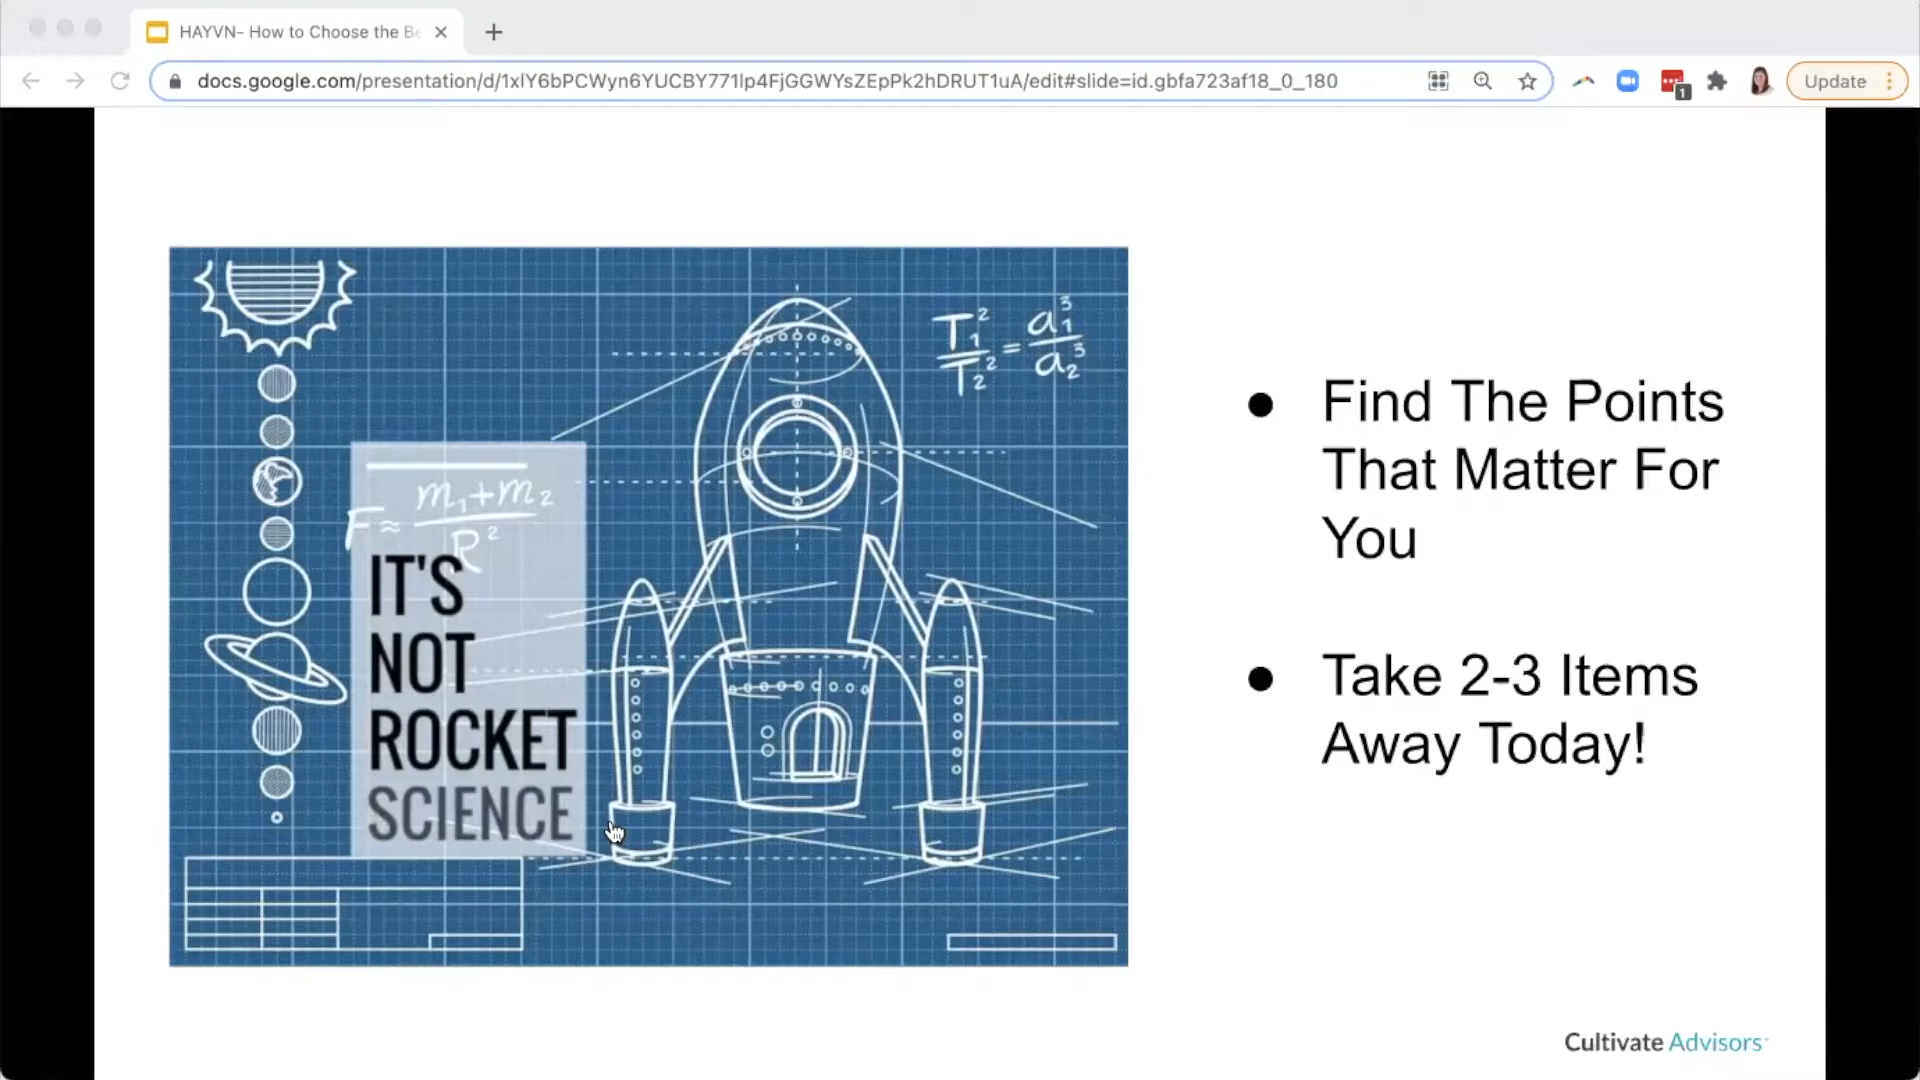 HAYVN- How to Choose the Be
docs.google.com/presentation/d/1xlY6bPCWyn6YUCBY771lp4FjGGWYsZEpPk2hDRUT1uA/edit#slide=id.gbfa723af18_0_180
1
Update
T₁²/T₂² = a₁³/a₂³
F≈ m₁+m₂/R²
IT'S
NOT
ROCKET
SCIENCE
● Find The Points
That Matter For
You
● Take 2-3 Items
Away Today!
Cultivate Advisors